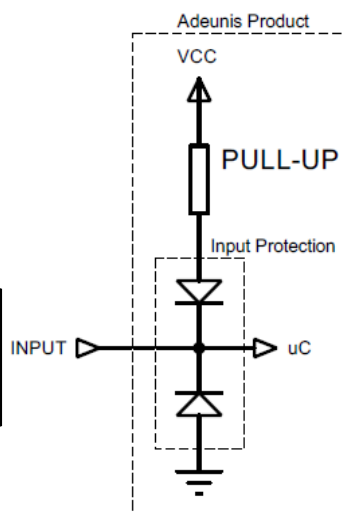 Adeunis Product
VCC
PULL-UP
Input Protection
INPUT
uC